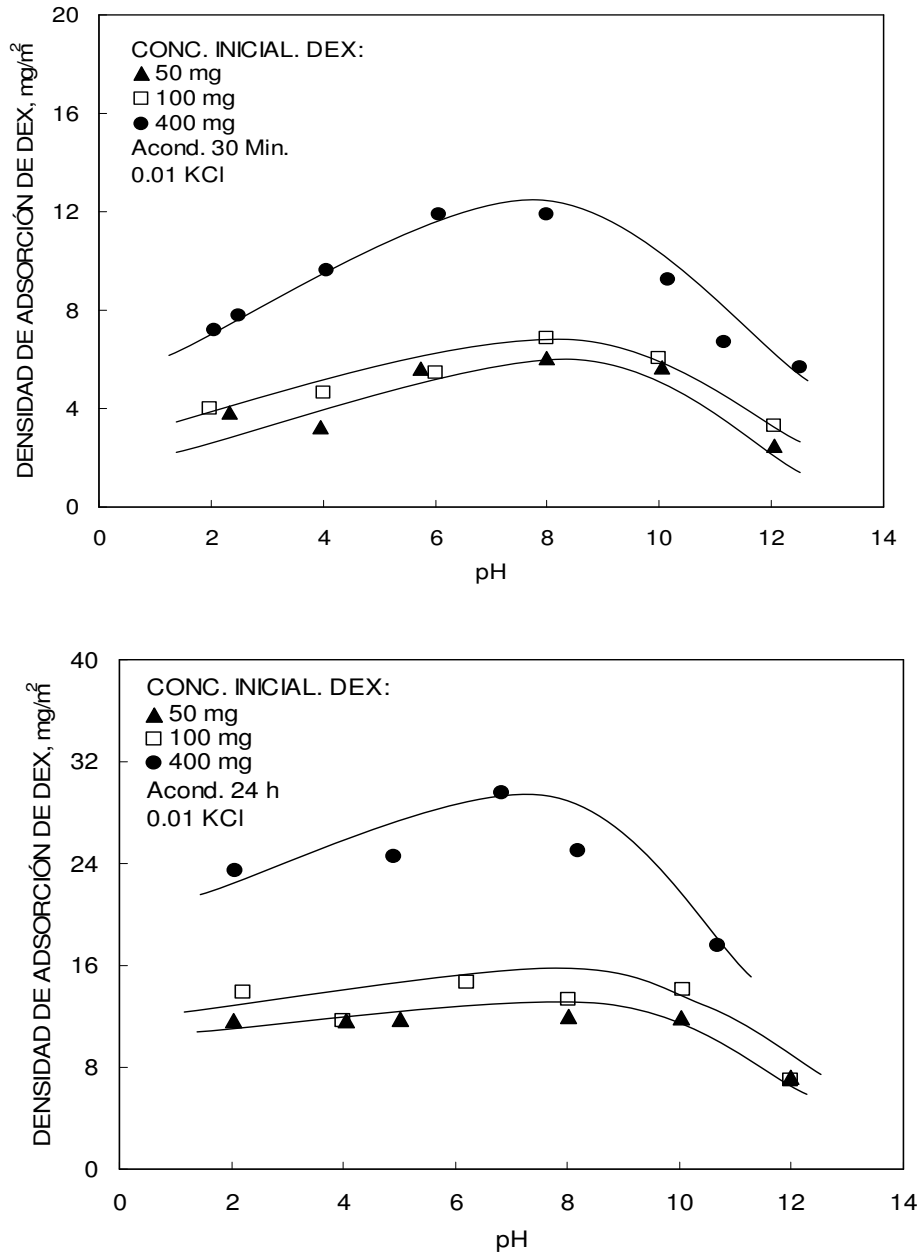 20
16
12
8
4
0
DENSIDAD DE ADSORCIÓN DE DEX, mg/m²
CONC. INICIAL. DEX:
50 mg
100 mg
400 mg
Acond. 30 Min.
0.01 KCl
0 2 4 6 8 10 12 14
pH
40
32
24
16
8
0
DENSIDAD DE ADSORCIÓN DE DEX, mg/m²
CONC. INICIAL. DEX:
50 mg
100 mg
400 mg
Acond. 24 h
0.01 KCl
0 2 4 6 8 10 12 14
pH